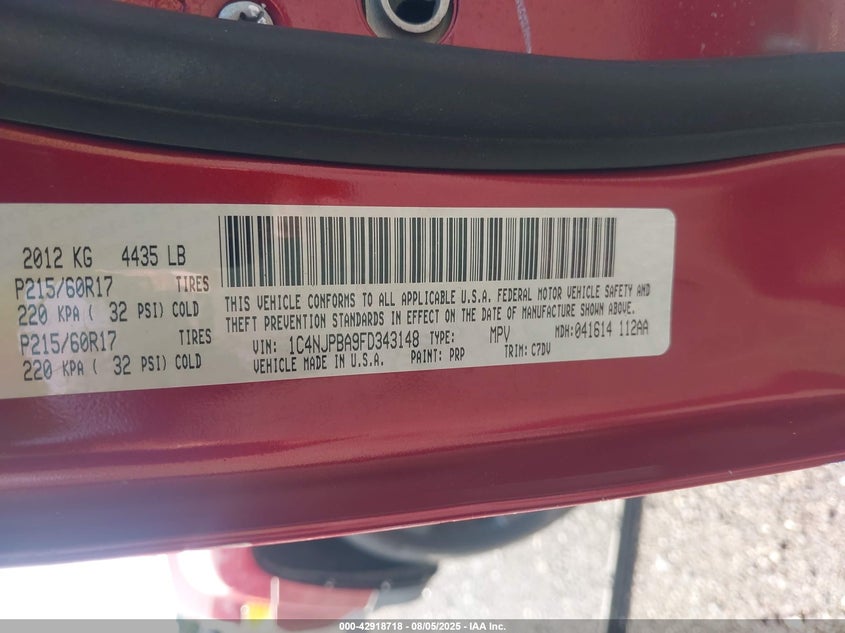 2012 KG 4435 LB
P215/60R17 TIRES
220 KPA ( 32 PSI) COLD
P215/60R17 TIRES
220 KPA ( 32 PSI) COLD
THIS VEHICLE CONFORMS TO ALL APPLICABLE U.S.A. FEDERAL MOTOR VEHICLE SAFETY AND
THEFT PREVENTION STANDARDS IN EFFECT ON THE DATE OF MANUFACTURE SHOWN ABOVE.
VIN: 1C4NJPBA9FD343148 TYPE: MPV MDH:041614 112AA
VEHICLE MADE IN U.S.A. PAINT: PRP TRIM: C7DV
000-42918718 - 08/05/2025 - IAA Inc.